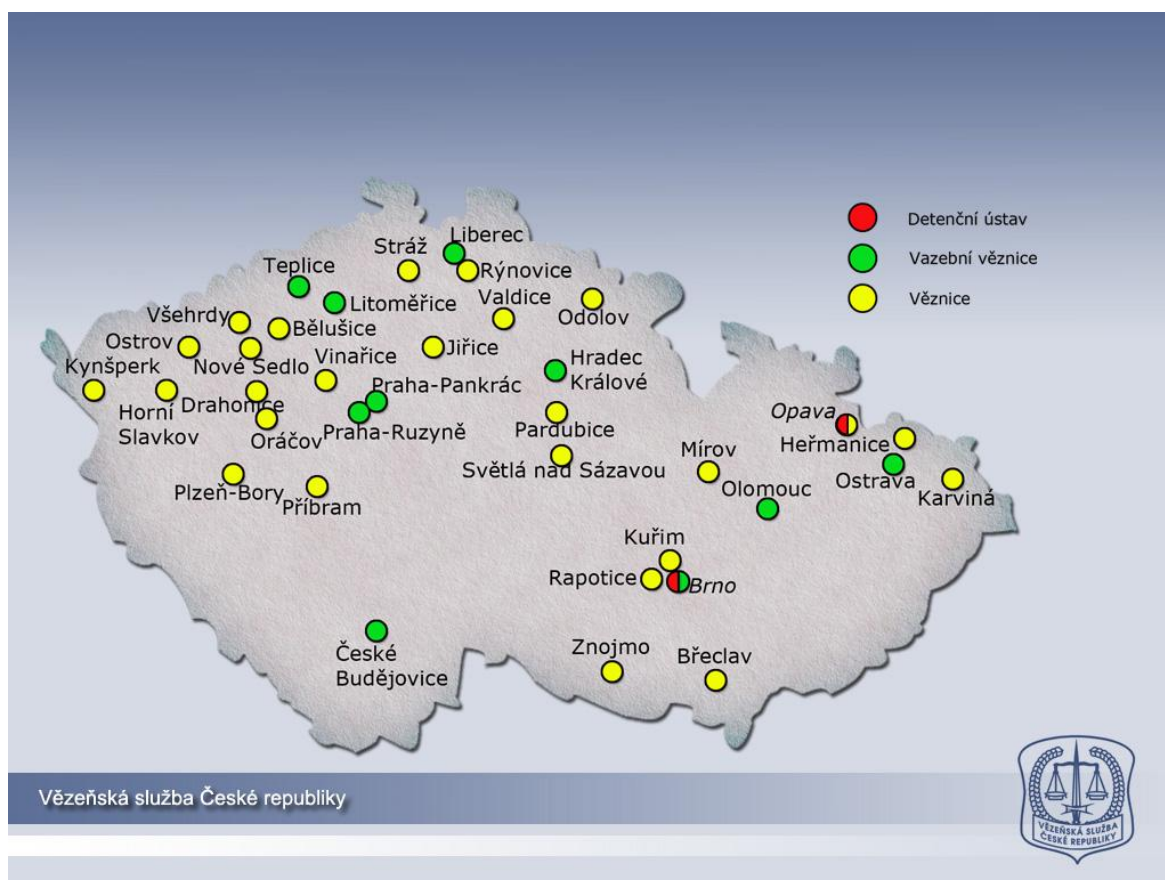 Detenční ústav
Vazební věznice
Věznice
Liberec
Stráž
Rýnovice
Teplice
Litoměřice
Valdice
Odolov
Všehrdy
Bělušice
Ostrov
Nové Sedlo
Vinařice
Jiřice
Kynšperk
Hradec
Králové
Praha-Pankrác
Horní
Slavkov
Drahonice
Oráčov
Praha-Ruzyně
Pardubice
Opava
Heřmanice
Světlá nad Sázavou
Mírov
Ostrava
Karviná
Plzeň-Bory
Příbram
Olomouc
Kuřim
Rapotice
Brno
České
Budějovice
Znojmo
Břeclav
Vězeňská služba České republiky
VĚZEŇSKÁ SLUŽBA
ČESKÉ REPUBLIKY